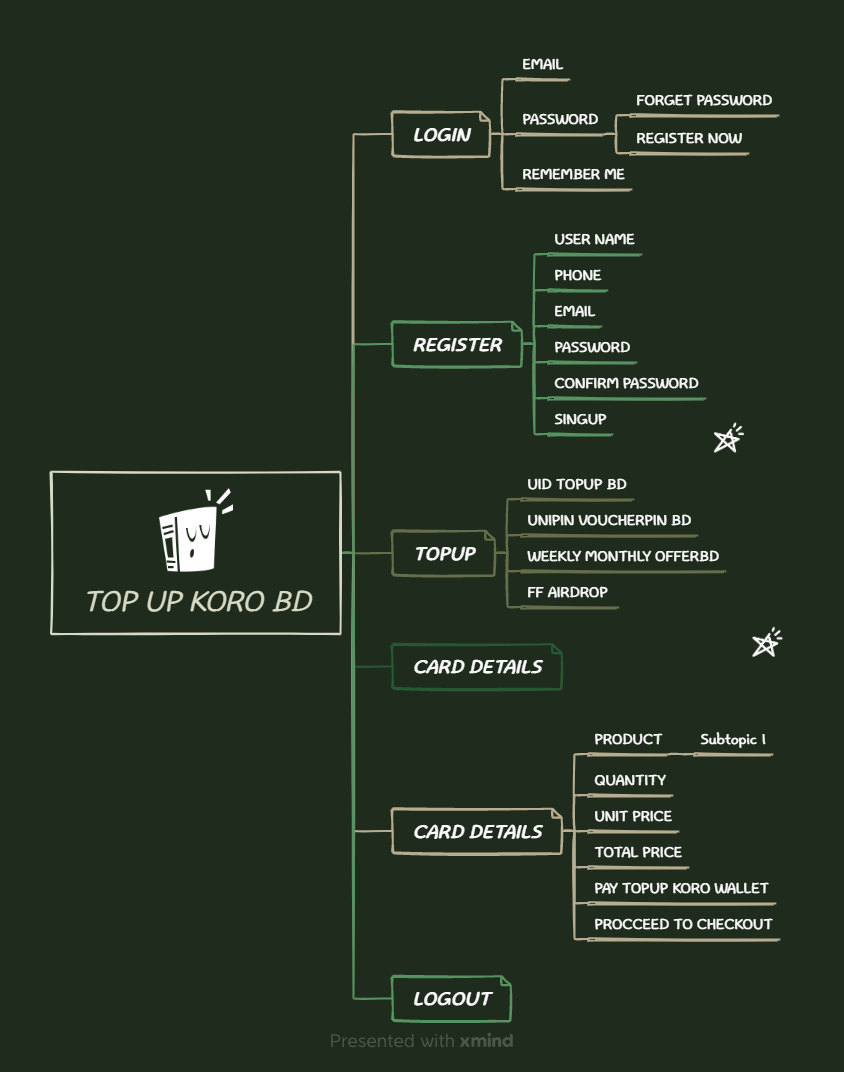 EMAIL
FORGET PASSWORD
LOGIN
PASSWORD
REGISTER NOW
REMEMBER ME
USER NAME
PHONE
EMAIL
REGISTER
PASSWORD
CONFIRM PASSWORD
SINGUP
UID TOPUP BD
UNIPIN VOUCHERPIN BD
TOPUP
WEEKLY MONTHLY OFFERBD
FF AIRDROP
TOP UP KORO BD
CARD DETAILS
PRODUCT
Subtopic 1
QUANTITY
UNIT PRICE
CARD DETAILS
TOTAL PRICE
PAY TOPUP KORO WALLET
PROCCEED TO CHECKOUT
LOGOUT
Presented with xmind